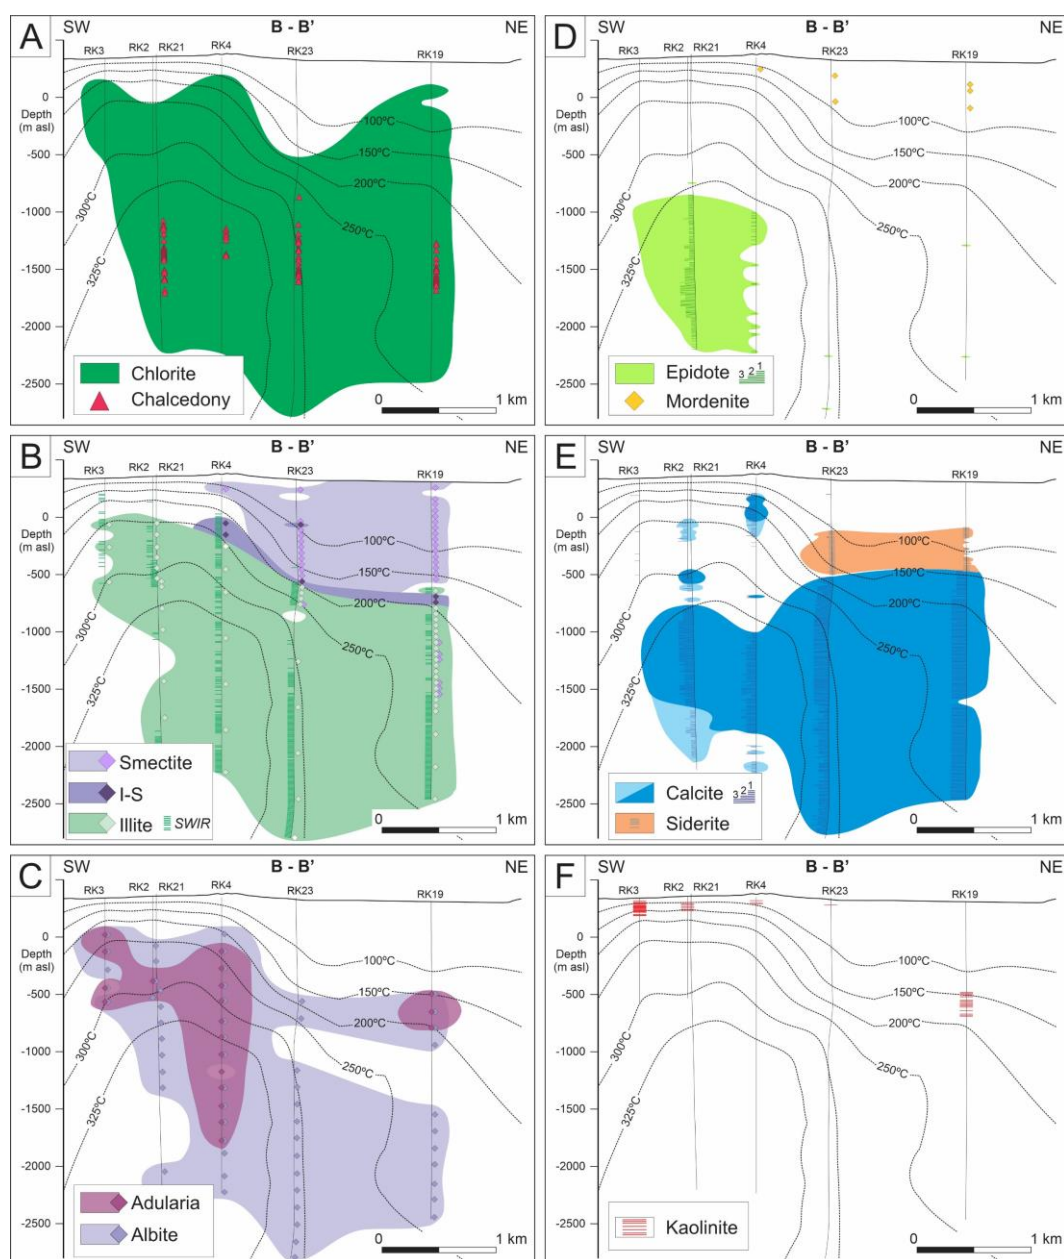 A
SW
B - B'
NE
RK3
RK2
RK21
RK4
RK23
RK19
0
Depth
(m asl)
-500
-1000
-1500
-2000
-2500
100ºC
150ºC
200ºC
250ºC
300ºC
325ºC
Chlorite
Chalcedony
0
1 km
D
SW
B - B'
NE
RK3
RK2
RK21
RK4
RK23
RK19
0
Depth
(m asl)
-500
-1000
-1500
-2000
-2500
100ºC
150ºC
200ºC
250ºC
300ºC
325ºC
Epidote
3 2 1
Mordenite
0
1 km
B
SW
B - B'
NE
RK3
RK2
RK21
RK4
RK23
RK19
0
Depth
(m asl)
-500
-1000
-1500
-2000
-2500
100ºC
150ºC
200ºC
250ºC
300ºC
325ºC
Smectite
I-S
Illite
SWIR
0
1 km
E
SW
B - B'
NE
RK3
RK2
RK21
RK4
RK23
RK19
0
Depth
(m asl)
-500
-1000
-1500
-2000
-2500
100ºC
150ºC
200ºC
250ºC
300ºC
325ºC
Calcite
3 2 1
Siderite
0
1 km
C
SW
B - B'
NE
RK3
RK2
RK21
RK4
RK23
RK19
0
Depth
(m asl)
-500
-1000
-1500
-2000
-2500
100ºC
150ºC
200ºC
250ºC
300ºC
325ºC
Adularia
Albite
0
1 km
F
SW
B - B'
NE
RK3
RK2
RK21
RK4
RK23
RK19
0
Depth
(m asl)
-500
-1000
-1500
-2000
-2500
100ºC
150ºC
200ºC
250ºC
300ºC
325ºC
Kaolinite
0
1 km